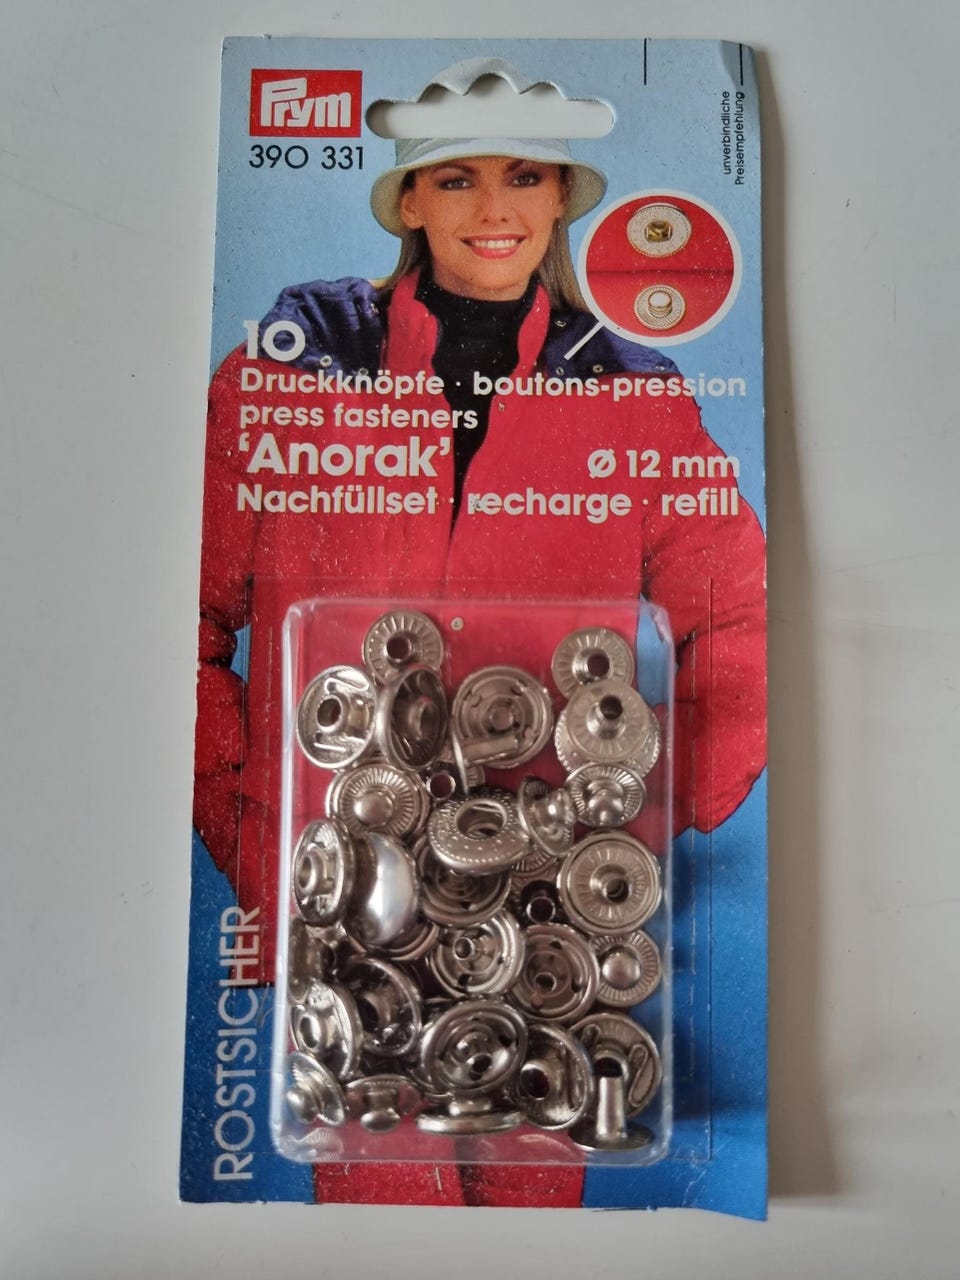 Prym
390 331
unverbindliche
Preisempfehlung
10
Druckknöpfe · boutons-pression
press fasteners
‘Anorak’ Ø 12 mm
Nachfüllset · recharge · refill
ROSTSICHER